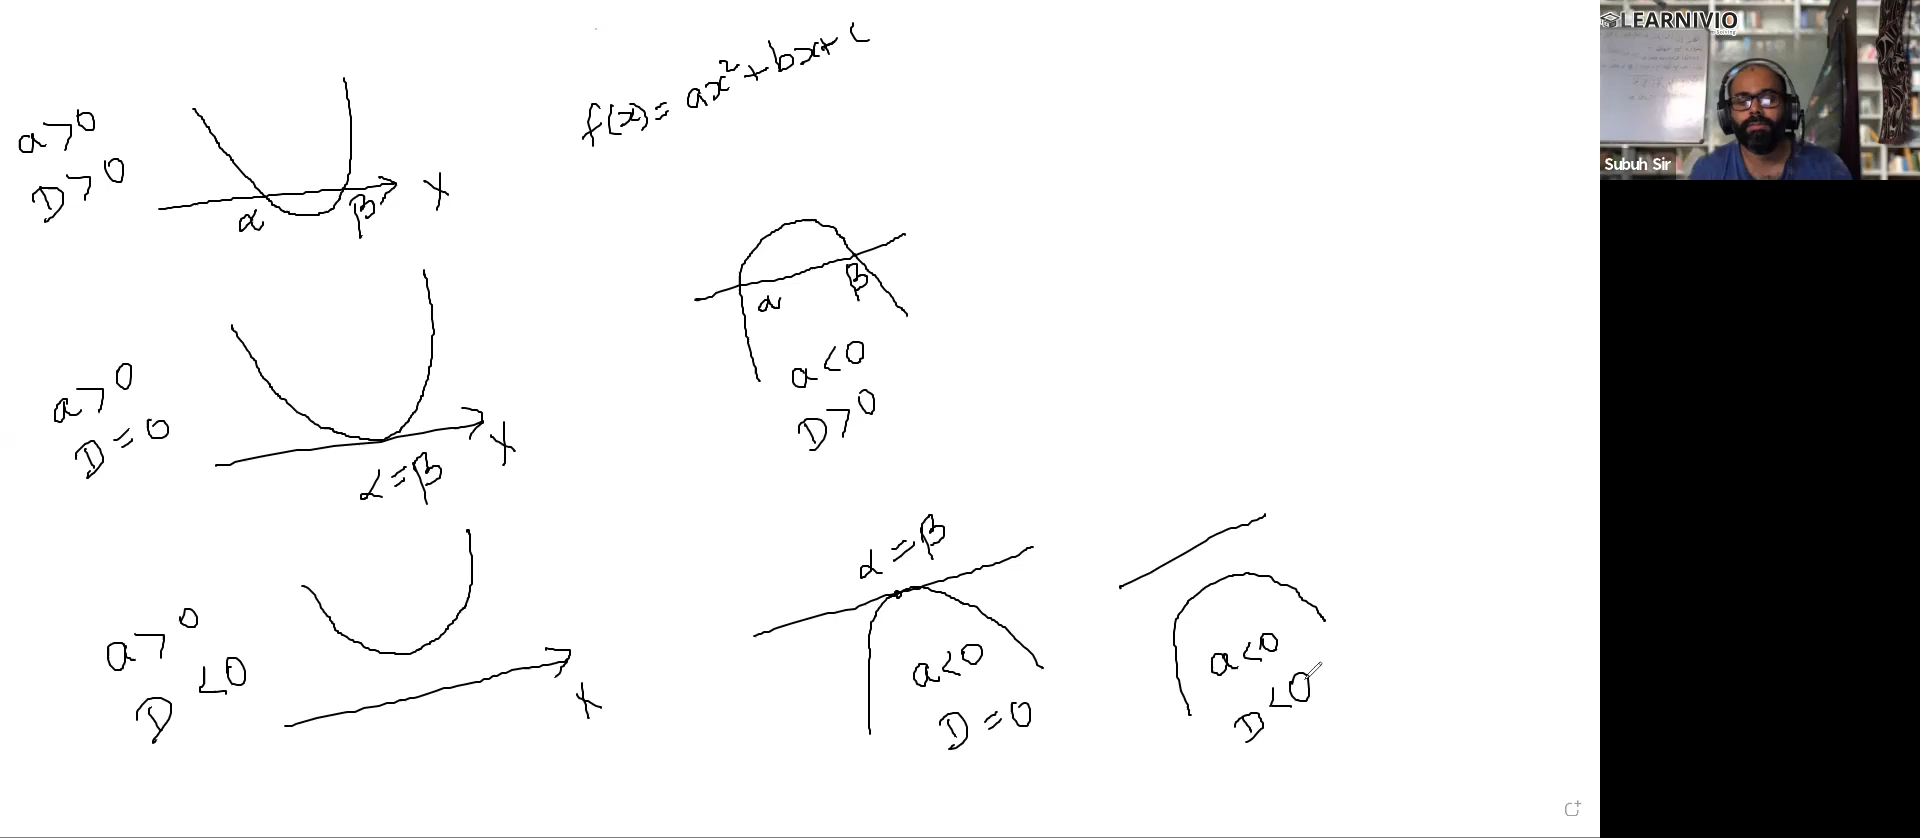 f(x) = ax² + bx + c
a > 0
D > 0
α
β
X
α
β
a < 0
D > 0
a > 0
D = 0
α = β
X
α = β
a < 0
D = 0
a < 0
D < 0
a > 0
D < 0
X
LEARNIVIO
Subuh Sir